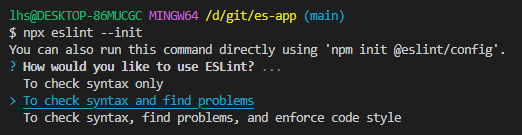 lhs@DESKTOP-86MUCGC MINGW64 /d/git/es-app (main)
$ npx eslint --init
You can also run this command directly using 'npm init @eslint/config'.
? How would you like to use ESLint? ...
To check syntax only
> To check syntax and find problems
To check syntax, find problems, and enforce code style